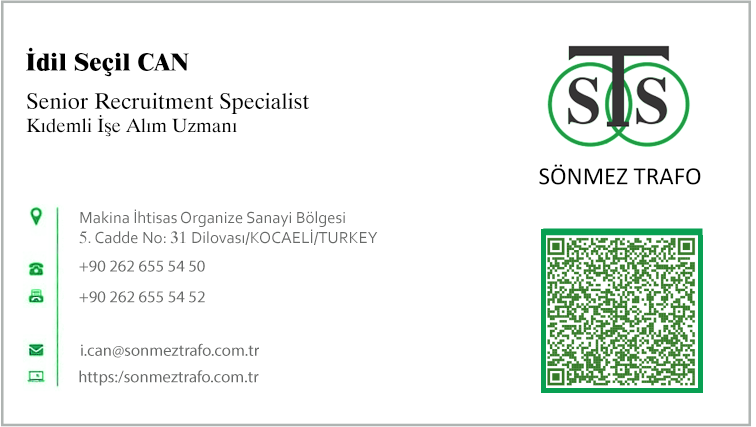 İdil Seçil CAN
Senior Recruitment Specialist
Kıdemli İşe Alım Uzmanı
STS
SÖNMEZ TRAFO
Makina İhtisas Organize Sanayi Bölgesi
5. Cadde No: 31 Dilovası/KOCAELİ/TURKEY
+90 262 655 54 50
+90 262 655 54 52
i.can@sonmeztrafo.com.tr
https:/sonmeztrafo.com.tr